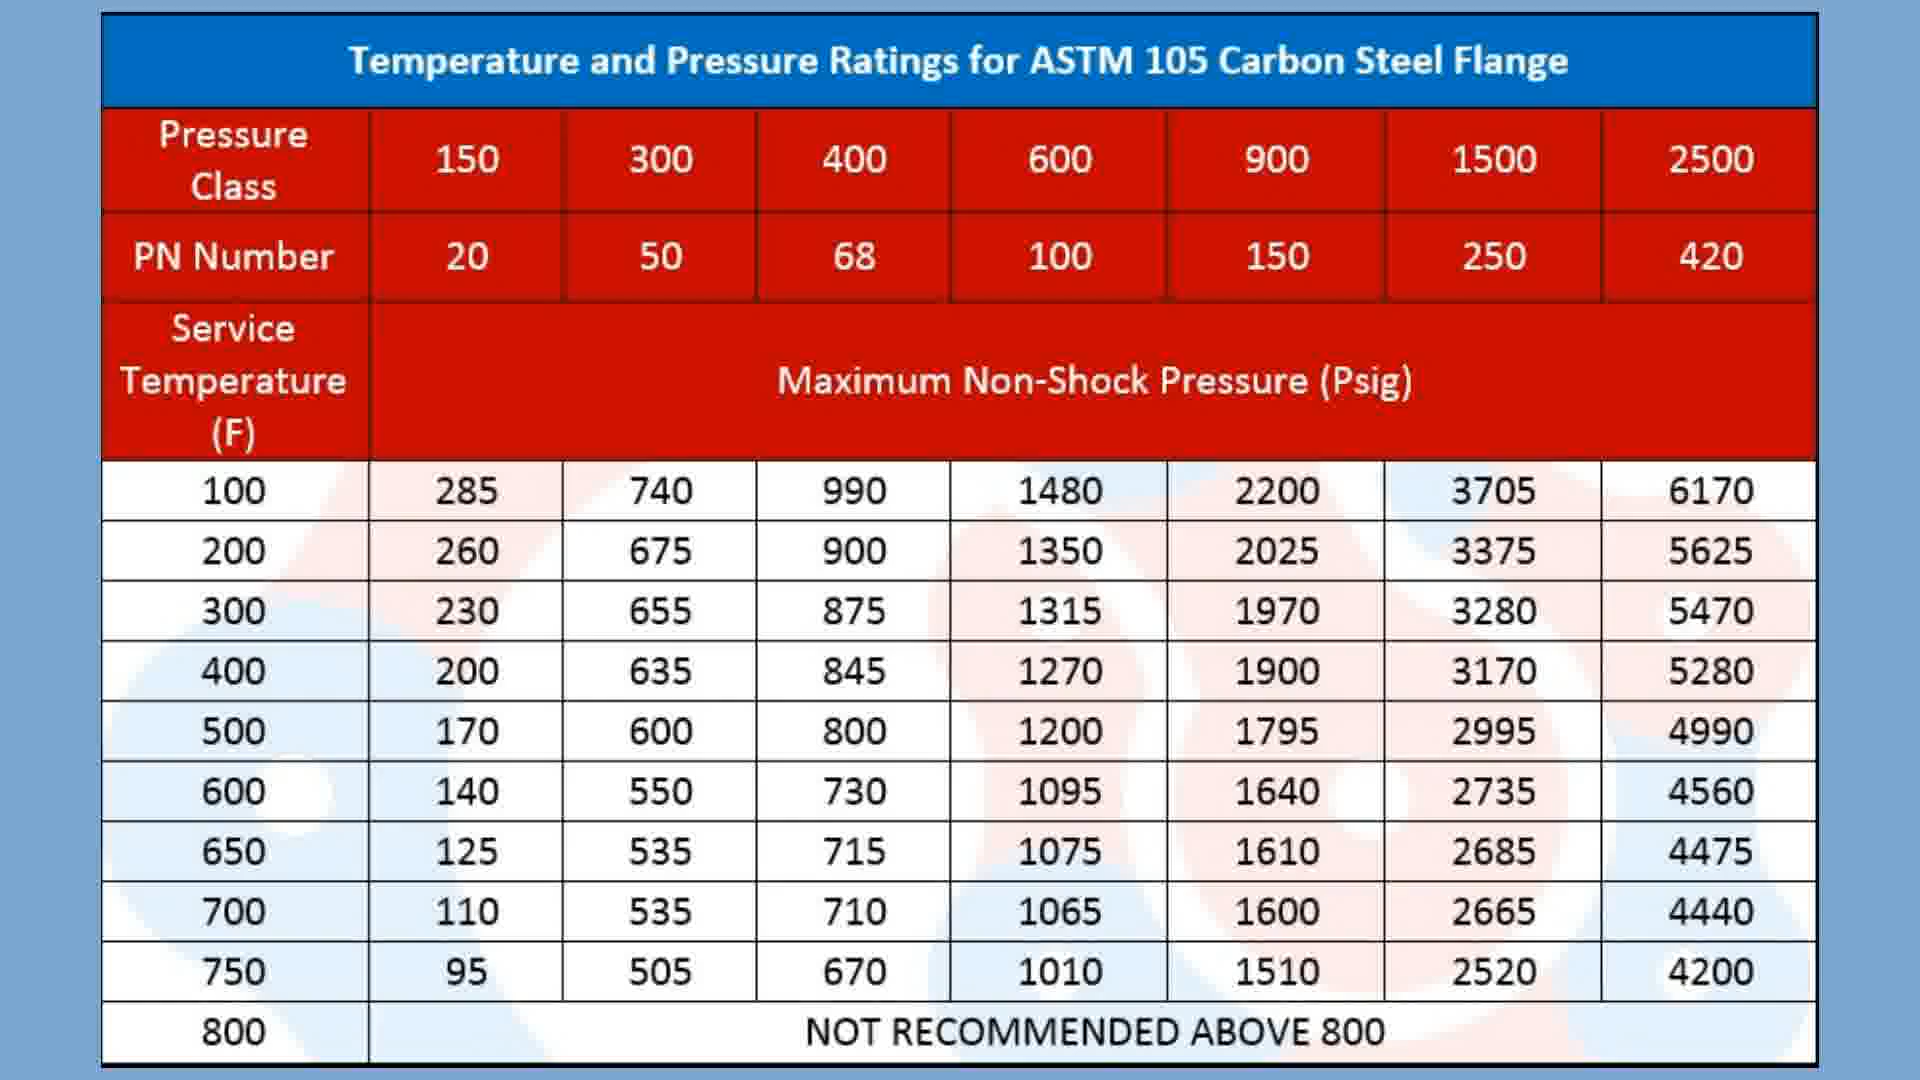 Temperature and Pressure Ratings for ASTM 105 Carbon Steel Flange
Pressure Class 150 300 400 600 900 1500 2500
PN Number 20 50 68 100 150 250 420
Service Temperature (F) Maximum Non-Shock Pressure (Psig)
100 285 740 990 1480 2200 3705 6170
200 260 675 900 1350 2025 3375 5625
300 230 655 875 1315 1970 3280 5470
400 200 635 845 1270 1900 3170 5280
500 170 600 800 1200 1795 2995 4990
600 140 550 730 1095 1640 2735 4560
650 125 535 715 1075 1610 2685 4475
700 110 535 710 1065 1600 2665 4440
750 95 505 670 1010 1510 2520 4200
800 NOT RECOMMENDED ABOVE 800